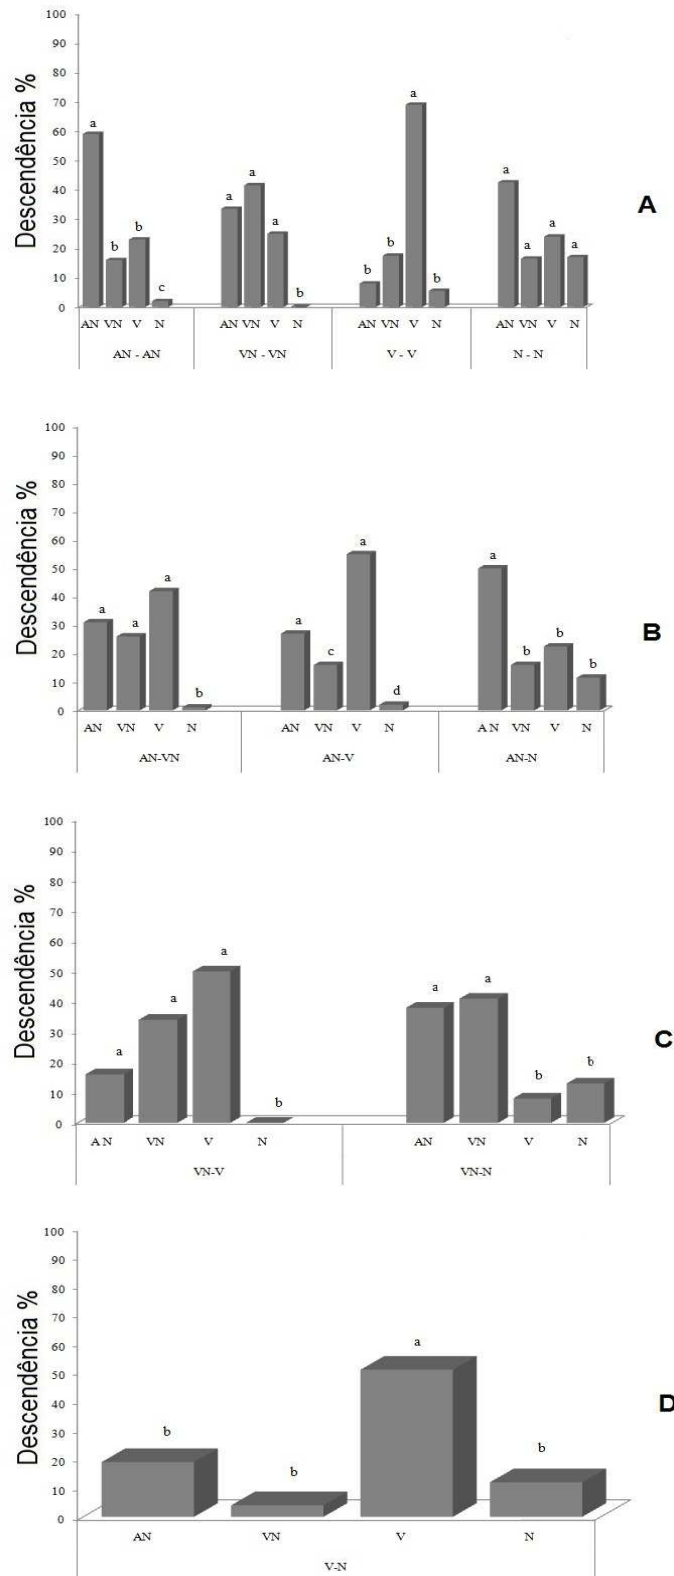 100
90
80
70
60
50
40
30
20
10
0
Descendência %
a b b c a a a b b b a b a a a a
AN VN V N AN VN V N AN VN V N AN VN V N
AN - AN VN - VN V - V N - N
A
100
90
80
70
60
50
40
30
20
10
0
Descendência %
a a a b a c a d a b b b
AN VN V N AN VN V N A N VN V N
AN-VN AN-V AN-N
B
100
90
80
70
60
50
40
30
20
10
0
Descendência %
a a a b a a b b
A N VN V N AN VN V N
VN-V VN-N
C
100
90
80
70
60
50
40
30
20
10
0
Descendência %
b b a b
AN VN V N
V-N
D